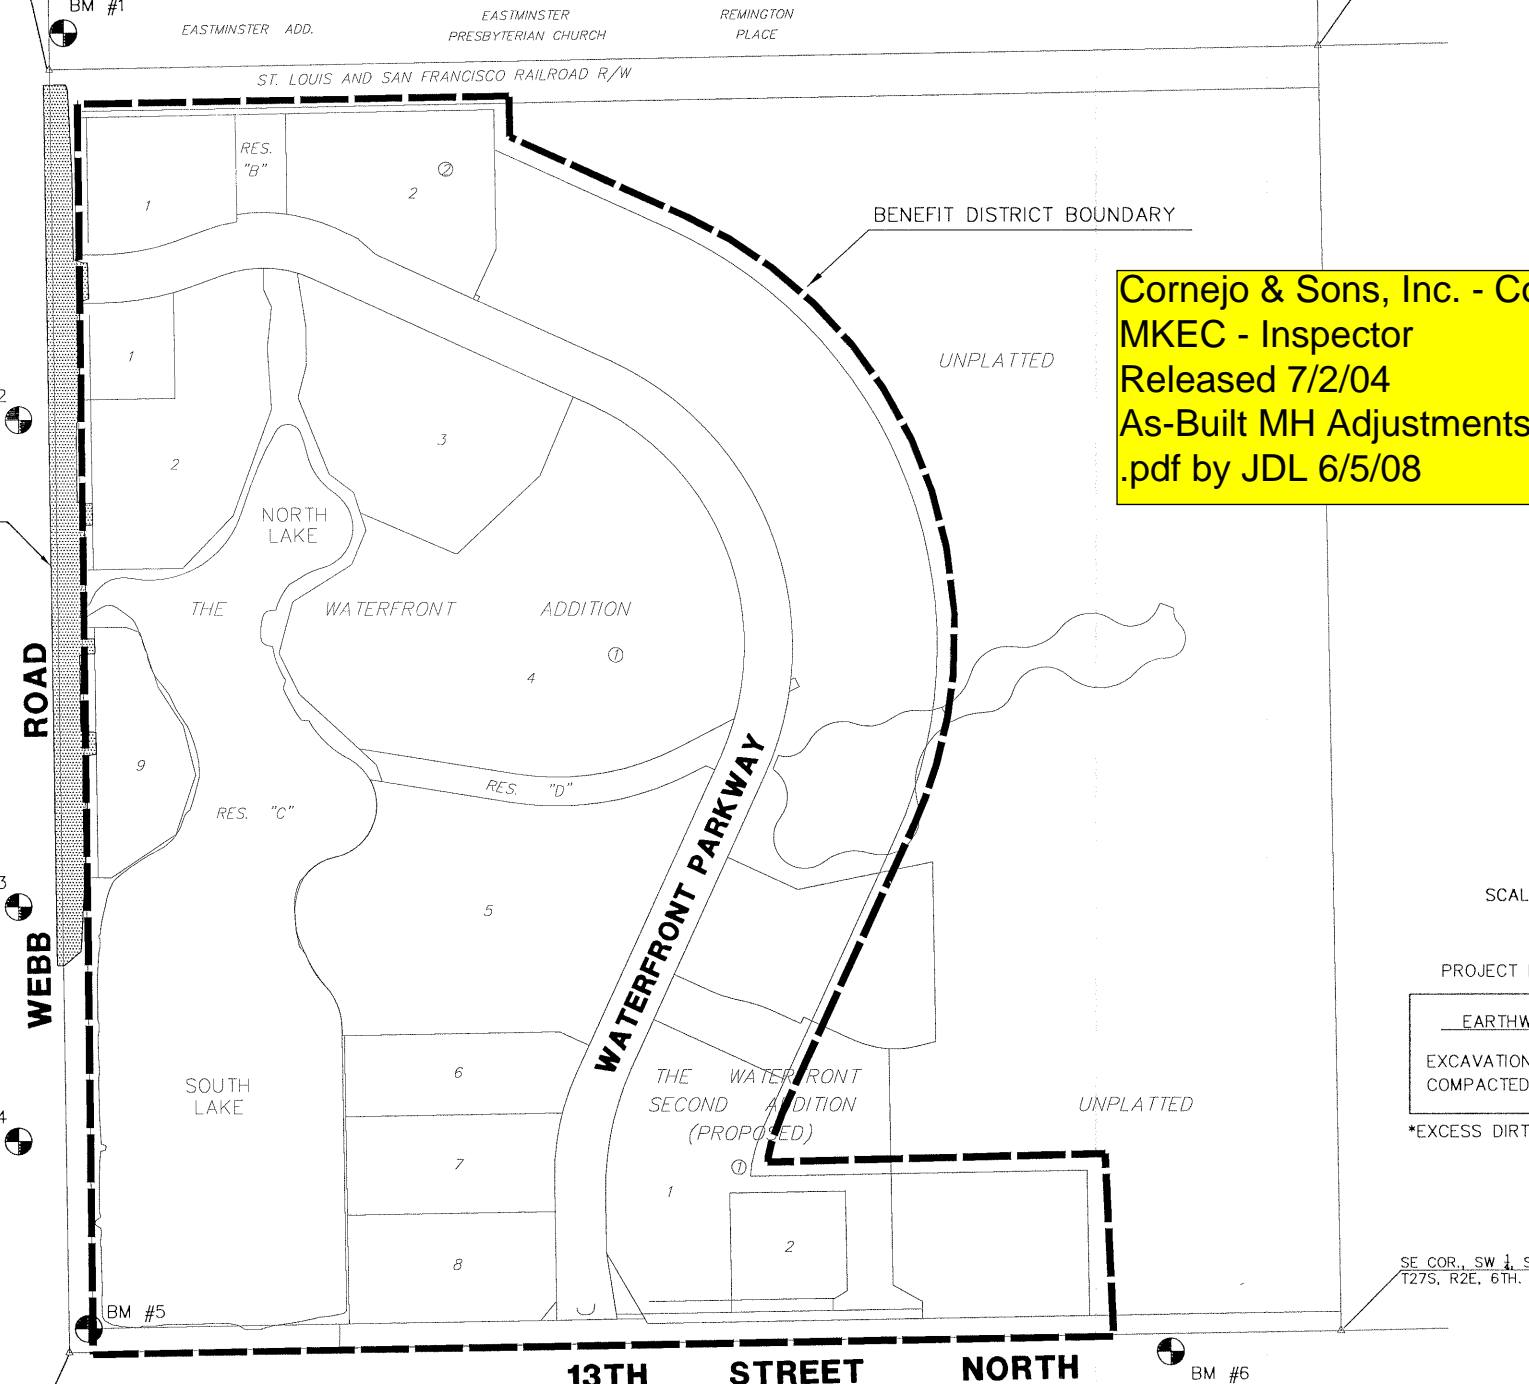 BM #1
EASTMINSTER ADD.
EASTMINSTER
PRESBYTERIAN CHURCH
REMINGTON
PLACE
ST. LOUIS AND SAN FRANCISCO RAILROAD R/W
RES.
"B"
2
2
1
BENEFIT DISTRICT BOUNDARY
Cornejo & Sons, Inc. - Co
MKEC - Inspector
Released 7/2/04
As-Built MH Adjustments
.pdf by JDL 6/5/08
UNPLATTED
1
2
3
2
NORTH
LAKE
THE WATERFRONT ADDITION
1
4
ROAD
9
RES. "C"
RES. "D"
WATERFRONT PARKWAY
3
5
SCAL
WEBB
PROJECT
EARTHW
EXCAVATION
COMPACTED
*EXCESS DIRT
6
SOUTH
LAKE
THE WATERFRONT
SECOND ADDITION
(PROPOSED)
UNPLATTED
4
7
1
1
2
8
SE COR., SW 1/4, S
T27S, R2E, 6TH.
BM #5
13TH STREET NORTH
BM #6